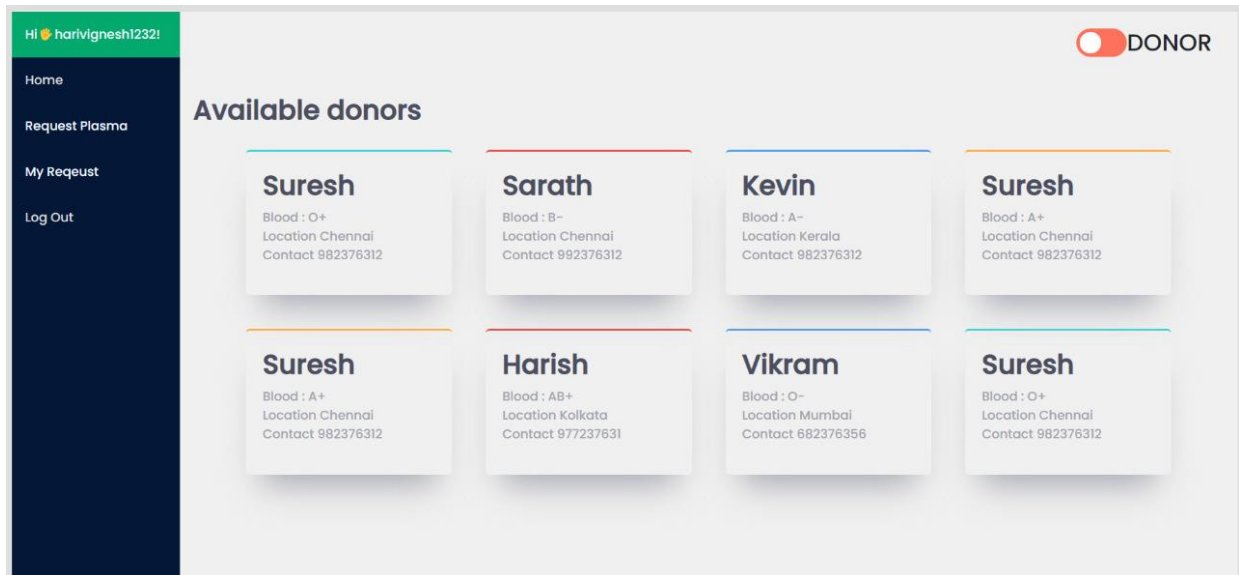 Hi🖐 harivignesh1232!
Home
Request Plasma
My Reqeust
Log Out
DONOR
Available donors
Suresh
Blood : O+
Location Chennai
Contact 982376312
Sarath
Blood : B-
Location Chennai
Contact 992376312
Kevin
Blood : A-
Location Kerala
Contact 982376312
Suresh
Blood : A+
Location Chennai
Contact 982376312
Suresh
Blood : A+
Location Chennai
Contact 982376312
Harish
Blood : AB+
Location Kolkata
Contact 977237631
Vikram
Blood : O-
Location Mumbai
Contact 682376356
Suresh
Blood : O+
Location Chennai
Contact 982376312